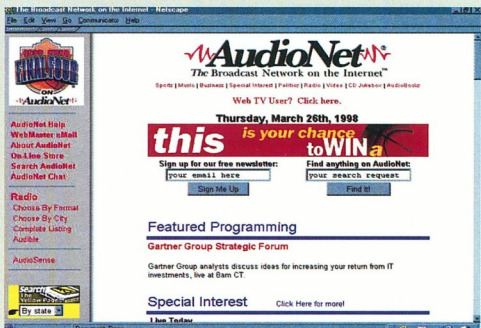 The Broadcast Network on the Internet - Netscape
File Edit View Go Communicator Help
FINAL FOUR
ON
AudioNet
AudioNet Help
WebMaster eMail
About AudioNet
On-Line Store
Search AudioNet
AudioNet Chat
Radio
Choose By Format
Choose By City
Complete Listing
Audible
AudioSense
Search
The
Yellow Pages
By state
AudioNet
The Broadcast Network on the Internet
Sports | Music | Business | Special Interest | Politics | Radio | Video | CD Jukebox | AudioBooks
Web TV User? Click here.
Thursday, March 26th, 1998
this is your chance toWIN a
Sign up for our free newsletter: Find anything on AudioNet:
your email here your search request
Sign Me Up Find It!
Featured Programming
Gartner Group Strategic Forum
Gartner Group analysts discuss ideas for increasing your return from IT
investments, live at 8am CT.
Special Interest Click Here for more!
Live Today